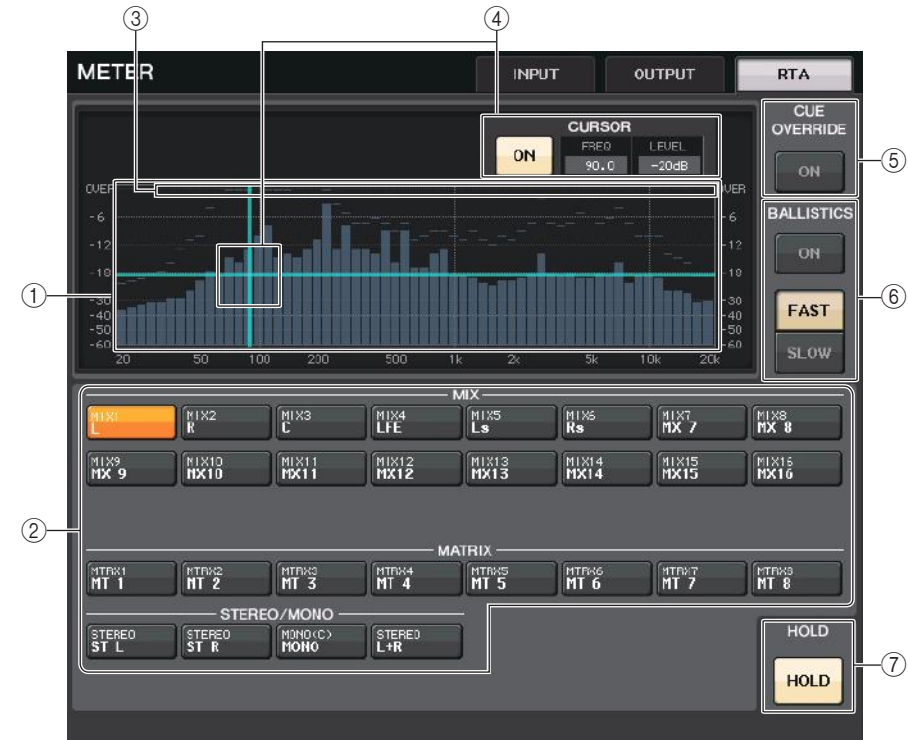 ③ ④
METER INPUT OUTPUT RTA
CURSOR
ON FREQ LEVEL
90.0 -20dB
CUE
OVERRIDE
ON
⑤
OVER OVER
-6 -6
-12 -12
-18 -18
-30 -30
-40 -40
-50 -50
-60 -60
20 50 100 200 500 1k 2k 5k 10k 20k
①
BALLISTICS
ON
FAST
SLOW
⑥
MIX
MIX1 MIX2 MIX3 MIX4 MIX5 MIX6 MIX7 MIX8
L R C LFE Ls Rs MX 7 MX 8
MIX9 MIX10 MIX11 MIX12 MIX13 MIX14 MIX15 MIX16
MX 9 MX10 MX11 MX12 MX13 MX14 MX15 MX16
②
MATRIX
MTRX1 MTRX2 MTRX3 MTRX4 MTRX5 MTRX6 MTRX7 MTRX8
MT 1 MT 2 MT 3 MT 4 MT 5 MT 6 MT 7 MT 8
STEREO/MONO
STEREO STEREO MONO(C) STEREO
ST L ST R MONO L+R
HOLD
HOLD
⑦